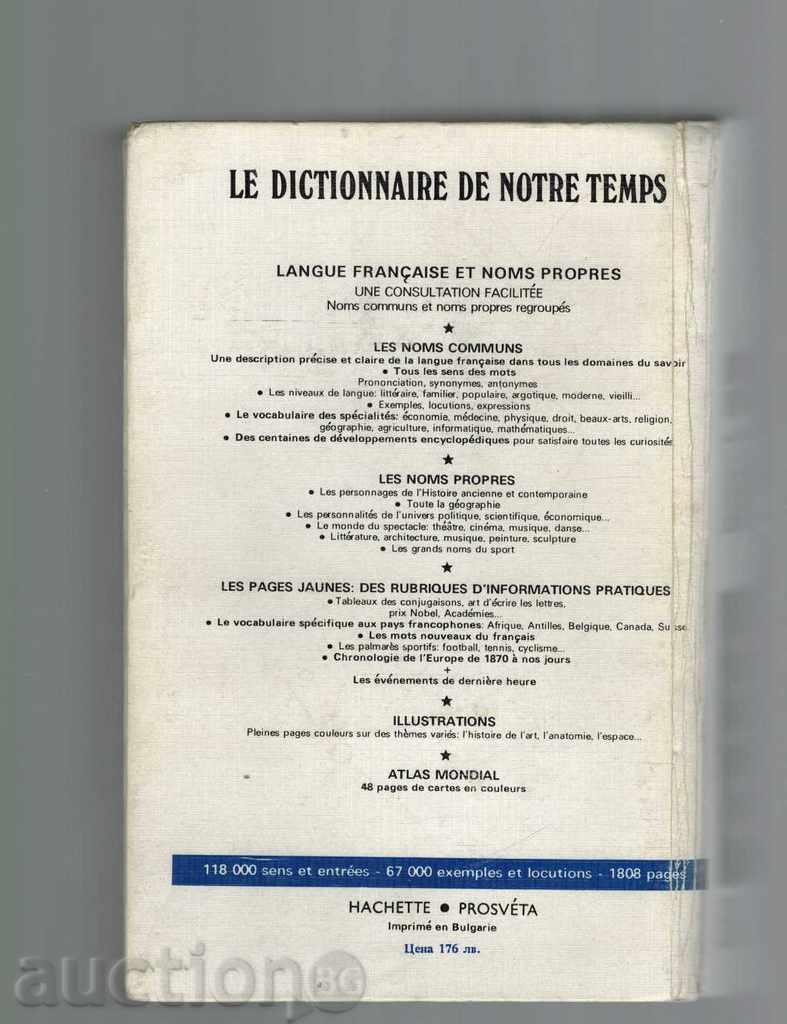 LE DICTIONNAIRE DE NOTRE TEMPS
LANGUE FRANÇAISE ET NOMS PROPRES
UNE CONSULTATION FACILITÉE
Noms communs et noms propres regroupés
★
LES NOMS COMMUNS
Une description précise et claire de la langue française dans tous les domaines du savoir
• Tous les sens des mots
Prononciation, synonymes, antonymes
• Les niveaux de langue: littéraire, familier, populaire, argotique, moderne, vieilli...
• Exemples, locutions, expressions
• Le vocabulaire des spécialités: économie, médecine, physique, droit, beaux-arts, religion,
géographie, agriculture, informatique, mathématiques...
• Des centaines de développements encyclopédiques pour satisfaire toutes les curiosités
★
LES NOMS PROPRES
• Les personnages de l'Histoire ancienne et contemporaine
• Toute la géographie
• Les personnalités de l'univers politique, scientifique, économique...
• Le monde du spectacle: théâtre, cinéma, musique, danse...
• Littérature, architecture, musique, peinture, sculpture
• Les grands noms du sport
★
LES PAGES JAUNES: DES RUBRIQUES D'INFORMATIONS PRATIQUES
• Tableaux des conjugaisons, art d'écrire les lettres,
prix Nobel, Académies...
• Le vocabulaire spécifique aux pays francophones: Afrique, Antilles, Belgique, Canada, Suisse
• Les mots nouveaux du français
• Les palmarès sportifs: football, tennis, cyclisme...
• Chronologie de l'Europe de 1870 à nos jours
+
Les événements de dernière heure
★
ILLUSTRATIONS
Pleines pages couleurs sur des thèmes variés: l'histoire de l'art, l'anatomie, l'espace...
★
ATLAS MONDIAL
48 pages de cartes en couleurs
118 000 sens et entrées - 67 000 exemples et locutions - 1808 pages
HACHETTE • PROSVÉTA
Imprimé en Bulgarie
Цена 176 лв.
auction BG